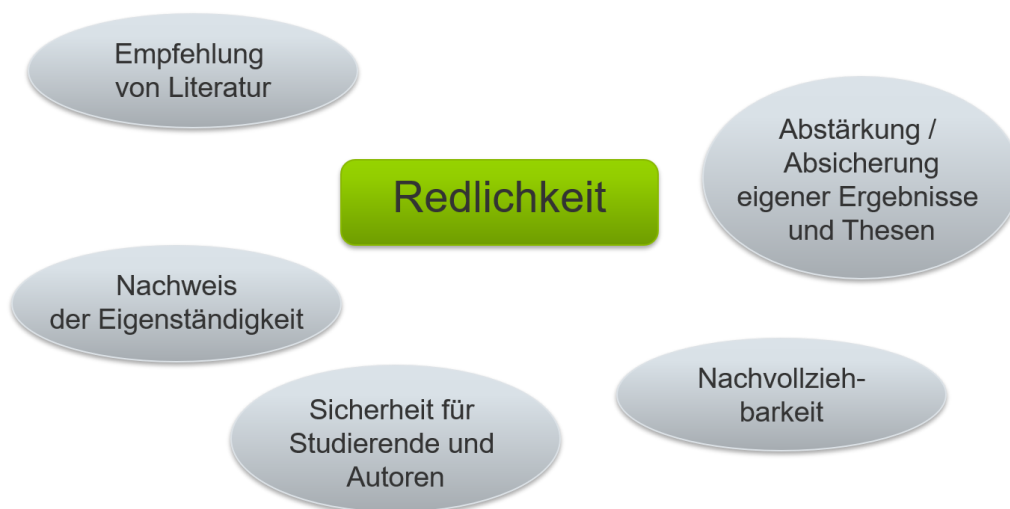 Empfehlung
von Literatur
Redlichkeit
Abstärkung /
Absicherung
eigener Ergebnisse
und Thesen
Nachweis
der Eigenständigkeit
Sicherheit für
Studierende und
Autoren
Nachvollzieh-
barkeit